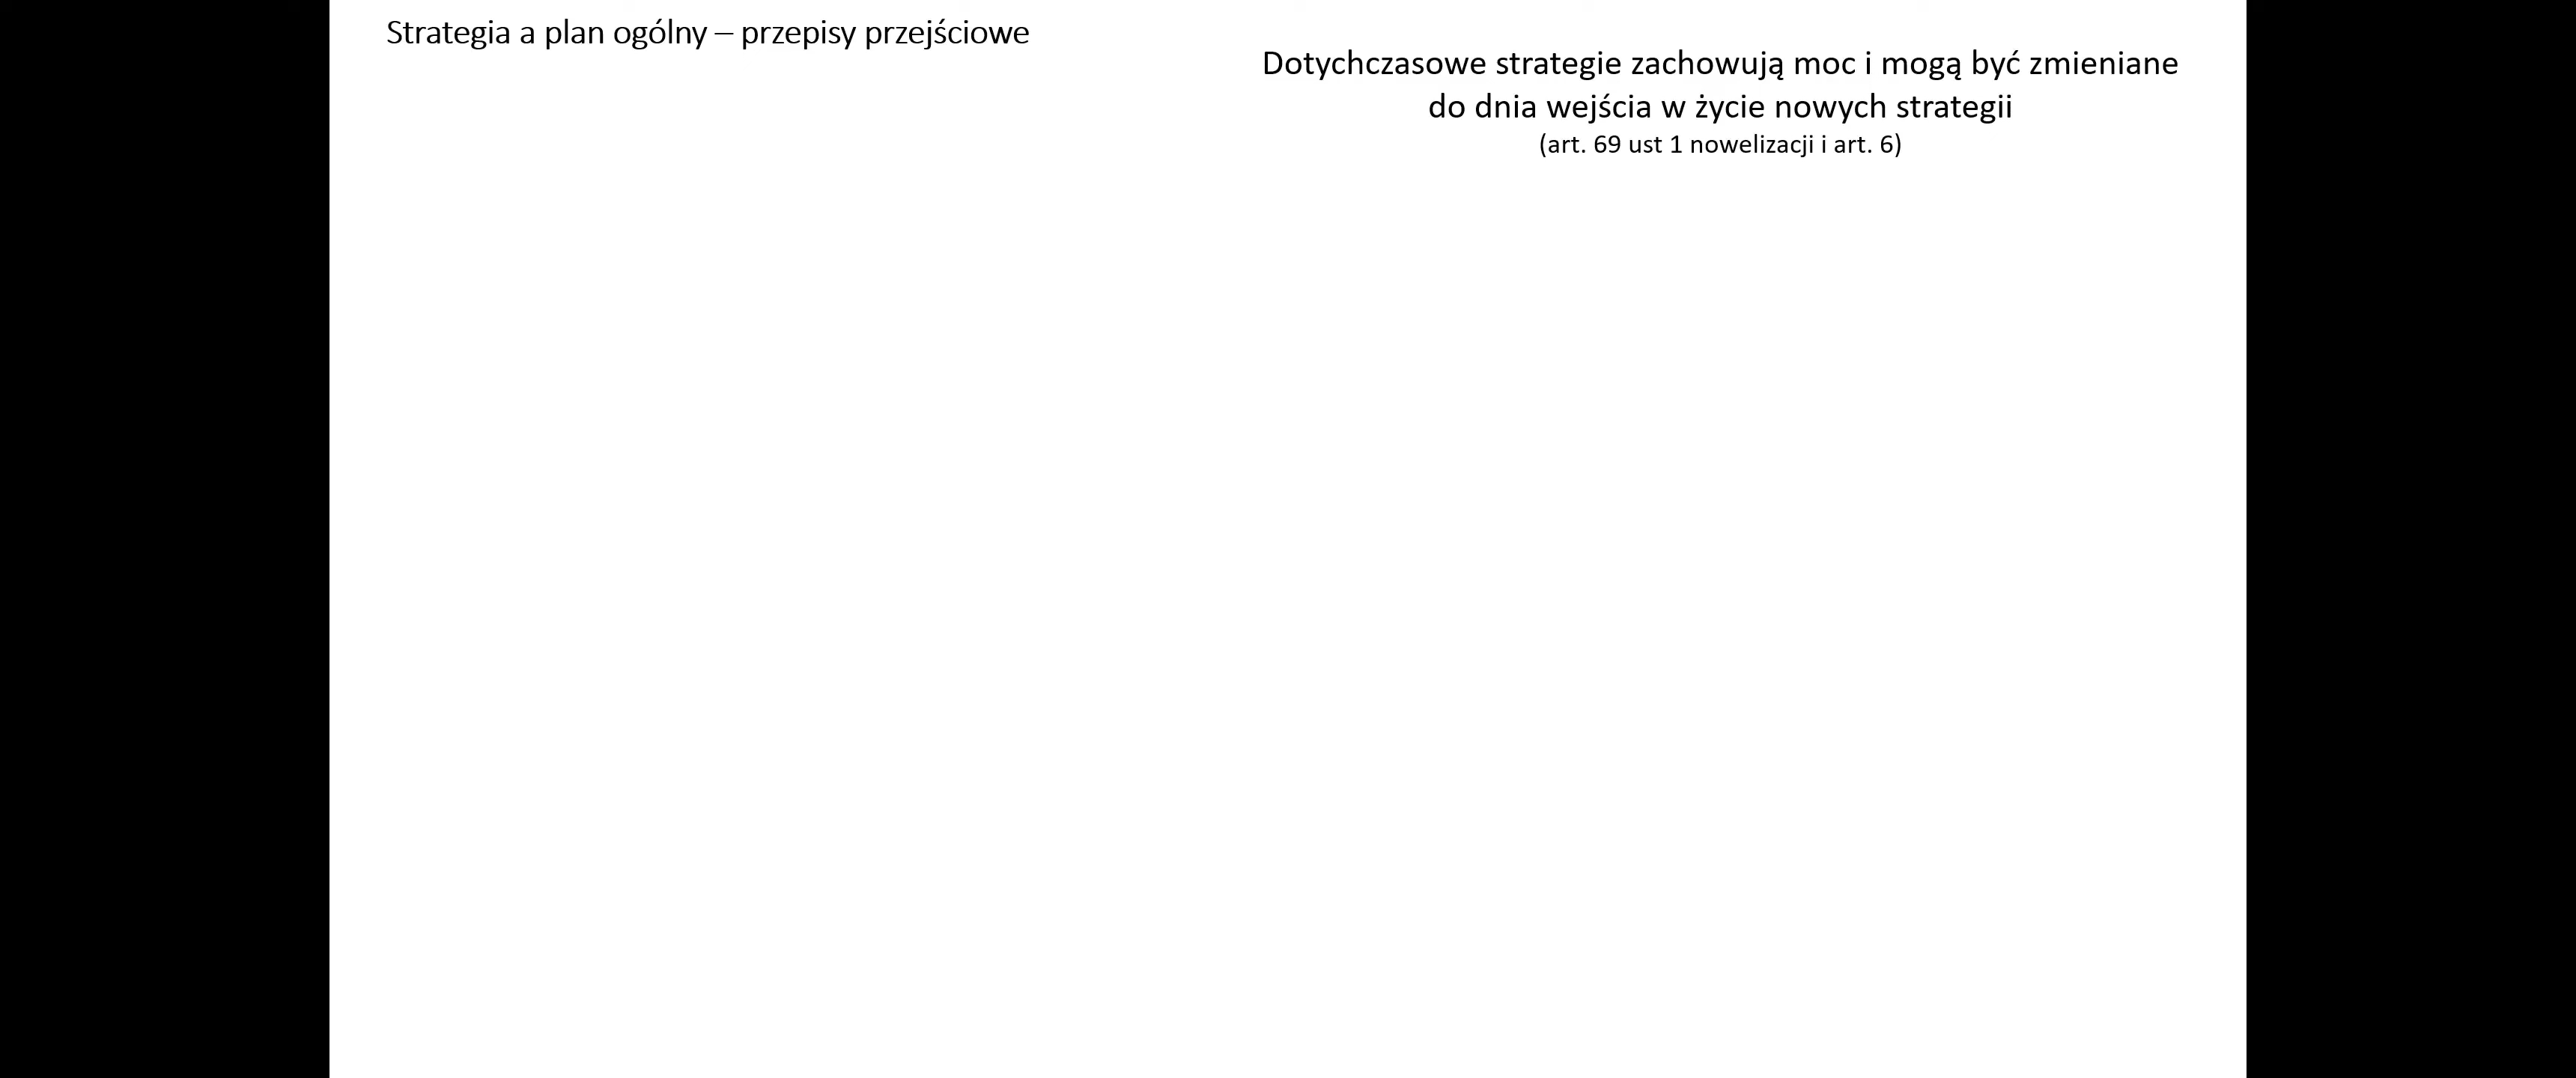 Strategia a plan ogólny – przepisy przejściowe
Dotychczasowe strategie zachowują moc i mogą być zmieniane
do dnia wejścia w życie nowych strategii
(art. 69 ust 1 nowelizacji i art. 6)